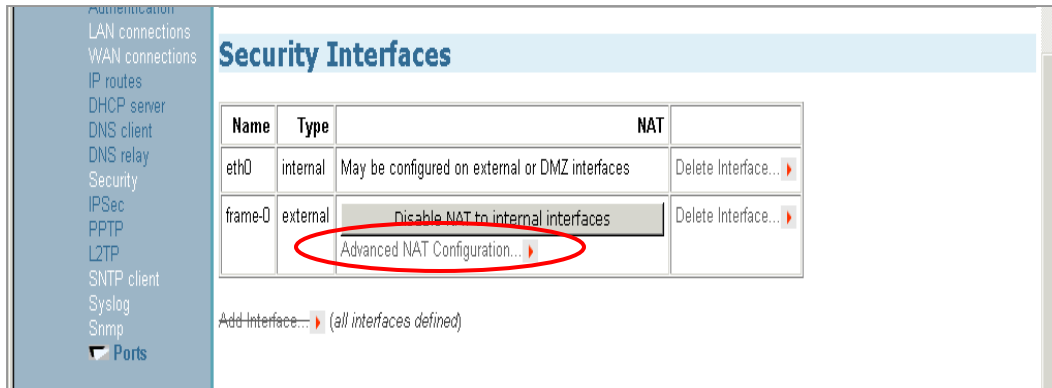 Authentication
LAN connections
WAN connections
IP routes
DHCP server
DNS client
DNS relay
Security
IPSec
PPTP
L2TP
SNTP client
Syslog
Snmp
Ports
Security Interfaces
Name Type NAT
eth0 internal May be configured on external or DMZ interfaces Delete Interface...
frame-0 external Disable NAT to internal interfaces Delete Interface...
Advanced NAT Configuration...
Add Interface... (all interfaces defined)